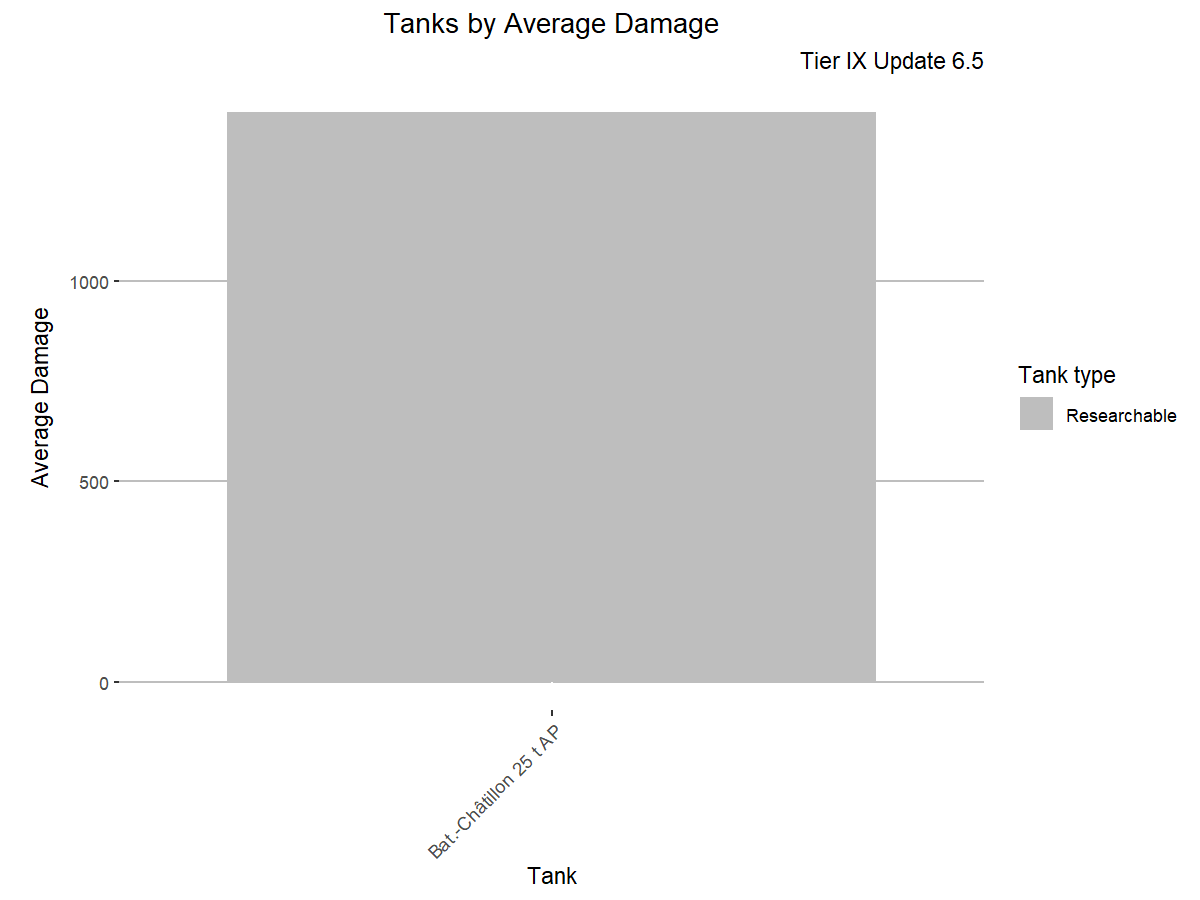 Tanks by Average Damage
Tier IX Update 6.5
Average Damage
1000
500
0
Bat.-Châtillon 25 t AP
Tank
Tank type
Researchable